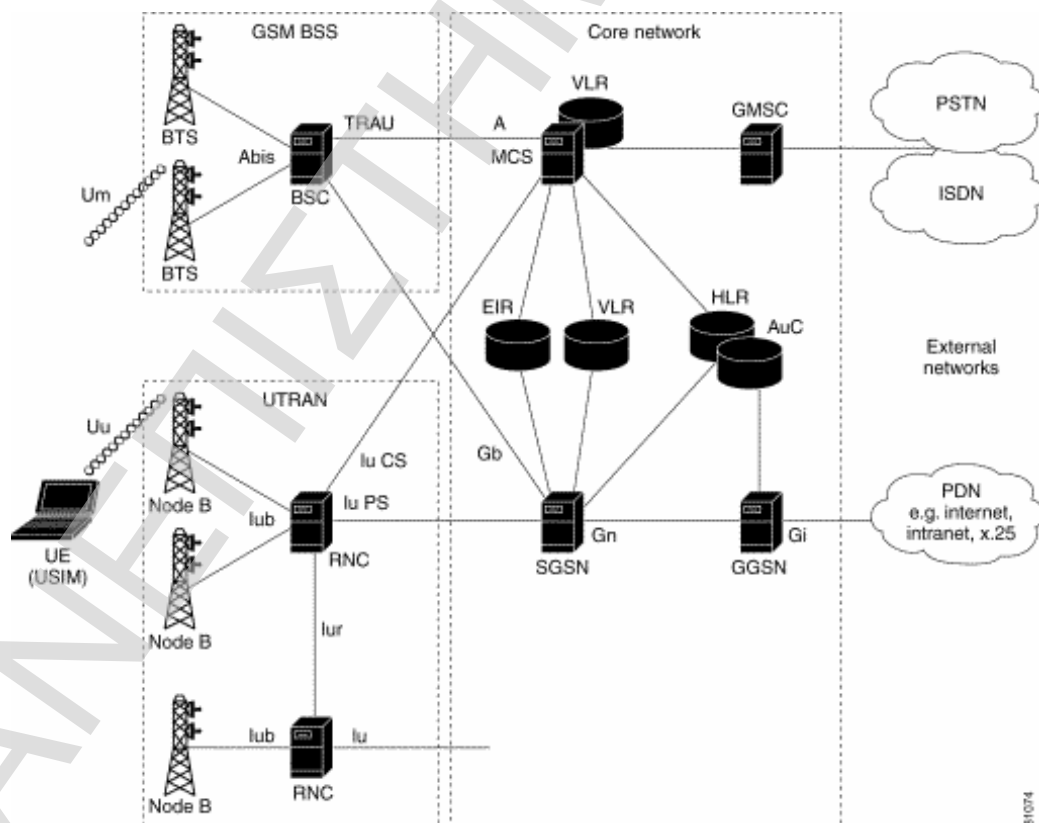 GSM BSS
Core network
VLR
GMSC
PSTN
BTS
TRAU
A
Abis
MCS
BSC
Um
ISDN
BTS
EIR
VLR
HLR
AuC
External
networks
UTRAN
Uu
Iu CS
Gb
Node B
Iu PS
PDN
e.g. internet,
intranet, x.25
Iub
Gn
Gi
UE
(USIM)
RNC
SGSN
GGSN
Node B
Iur
Iub
Iu
RNC
Node B
81074
ΑΝΕΠΙΣΤΗΜ